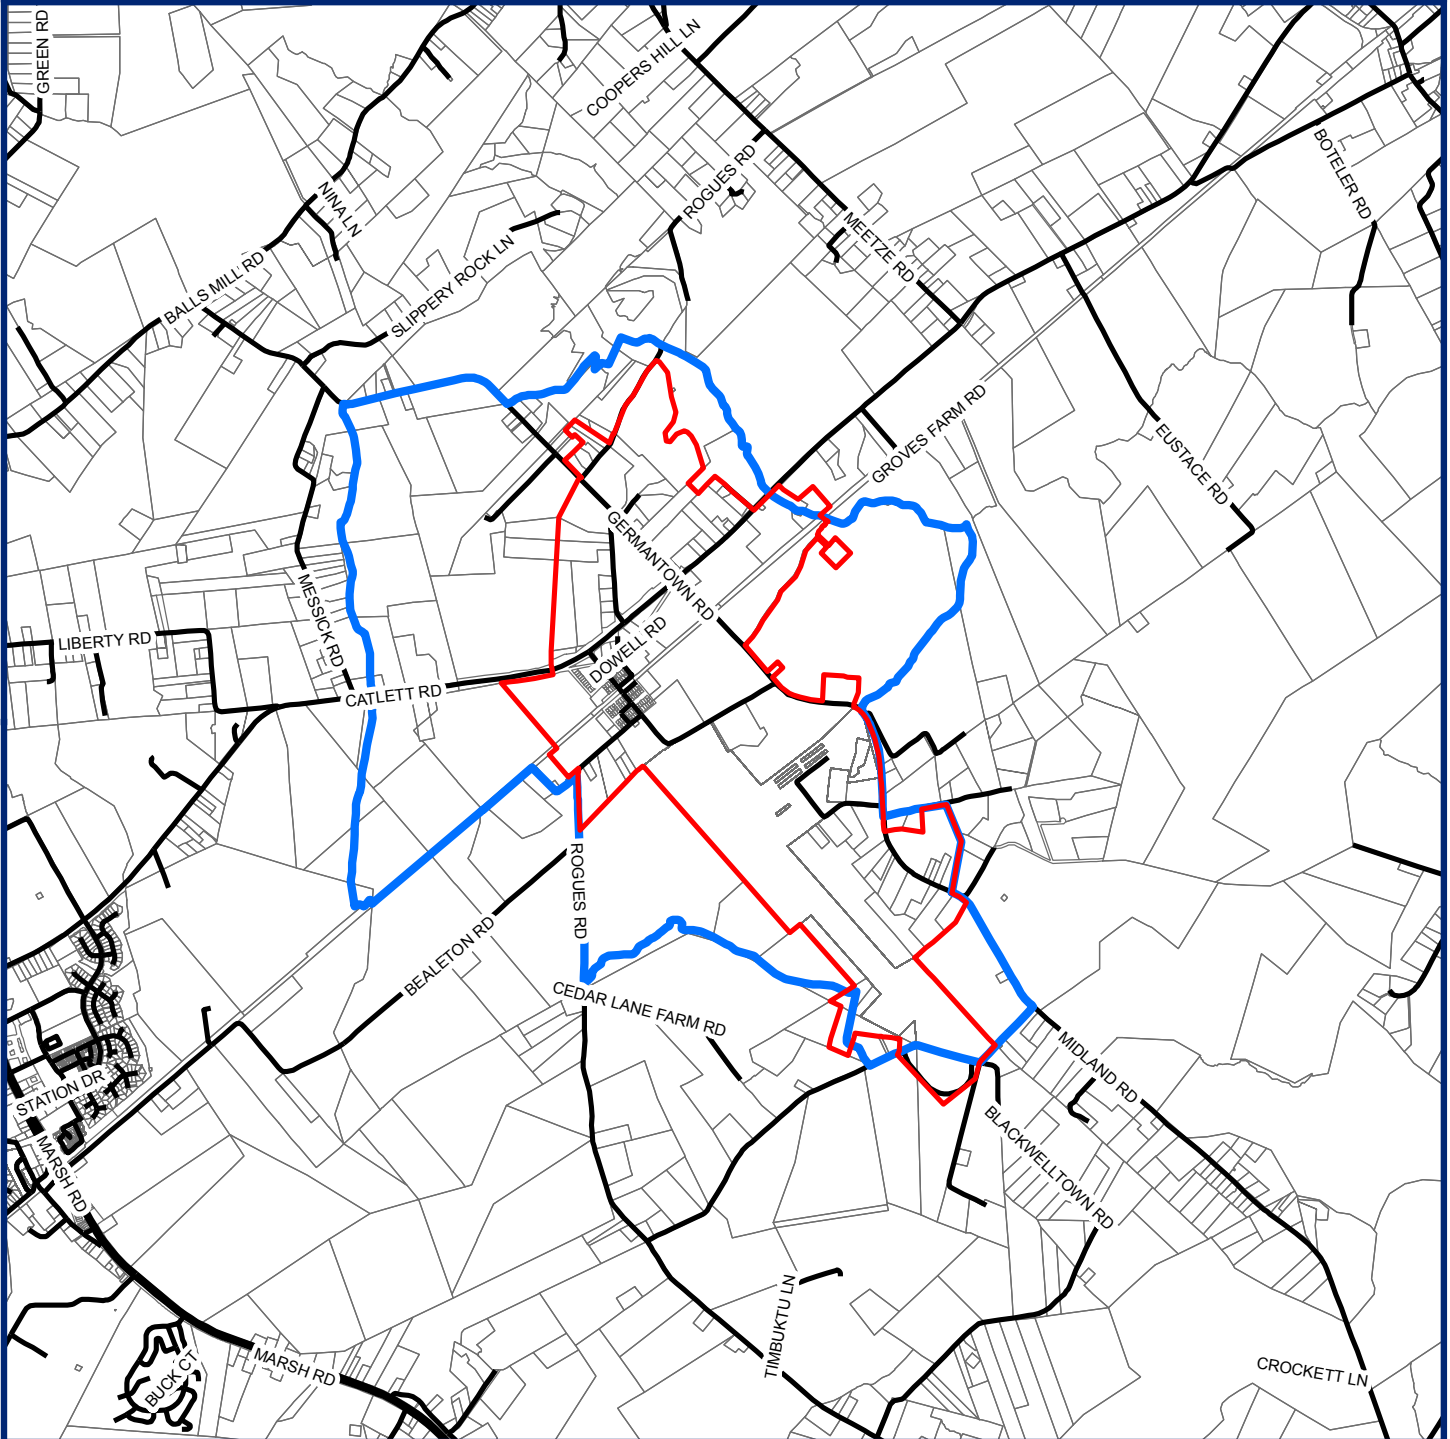 GREEN RD
COOPERS HILL LN
BOTELER RD
ROGUES RD
NINA LN
MEETZE RD
SLIPPERY ROCK LN
BALLS MILL RD
GROVES FARM RD
EUSTACE RD
GERMANTOWN RD
MESSICK RD
LIBERTY RD
DOWELL RD
CATLETT RD
ROGUES RD
BEALETON RD
CEDAR LANE FARM RD
MIDLAND RD
STATION DR
BLACKWELLTOWN RD
MARSH RD
TIMBUKTU LN
MARSH RD
BUCK CT
CROCKETT LN